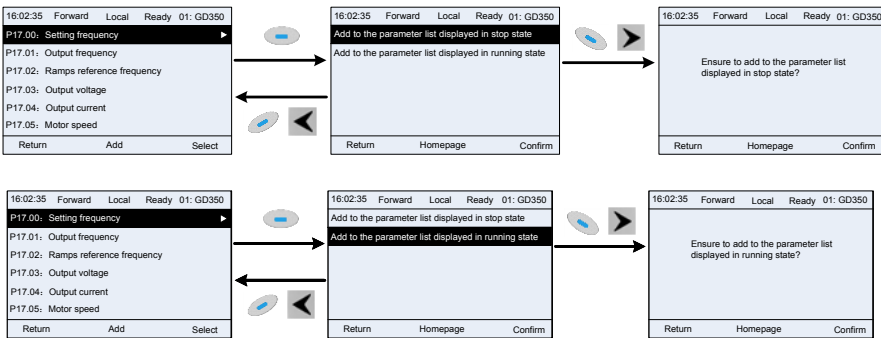 16:02:35 Forward Local Ready 01: GD350
P17.00: Setting frequency
P17.01: Output frequency
P17.02: Ramps reference frequency
P17.03: Output voltage
P17.04: Output current
P17.05: Motor speed
Return Add Select
16:02:35 Forward Local Ready 01: GD350
Add to the parameter list displayed in stop state
Add to the parameter list displayed in running state
Return Homepage Confirm
16:02:35 Forward Local Ready 01: GD350
Ensure to add to the parameter list
displayed in stop state?
Return Homepage Confirm
16:02:35 Forward Local Ready 01: GD350
P17.00: Setting frequency
P17.01: Output frequency
P17.02: Ramps reference frequency
P17.03: Output voltage
P17.04: Output current
P17.05: Motor speed
Return Add Select
16:02:35 Forward Local Ready 01: GD350
Add to the parameter list displayed in stop state
Add to the parameter list displayed in running state
Return Homepage Confirm
16:02:35 Forward Local Ready 01: GD350
Ensure to add to the parameter list
displayed in running state?
Return Homepage Confirm